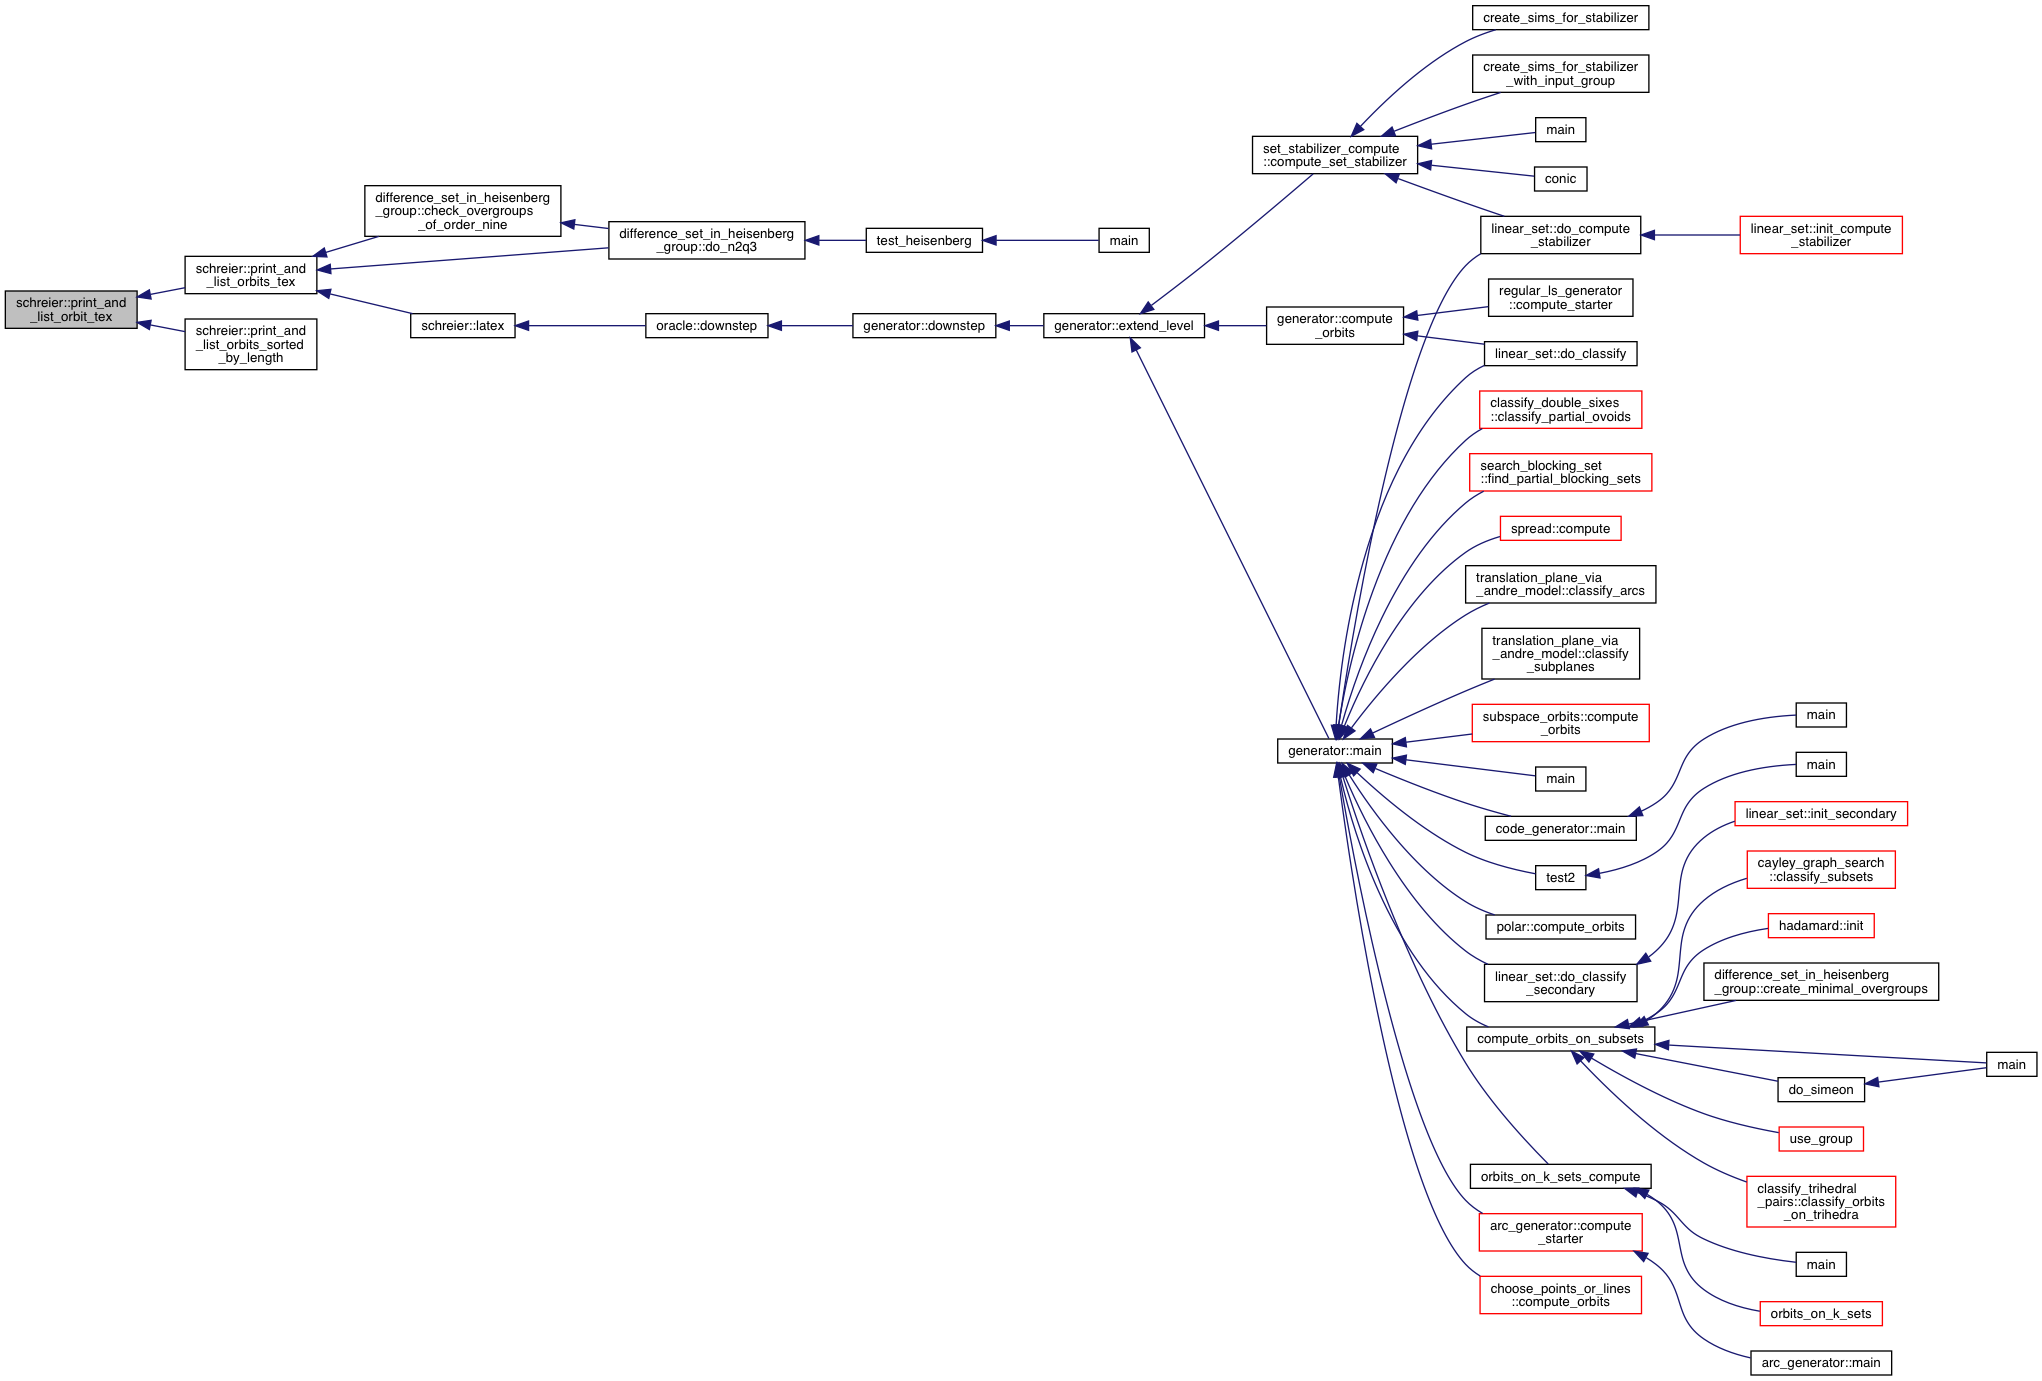 schreier::print_and
_list_orbit_tex
schreier::print_and
_list_orbits_tex
schreier::print_and
_list_orbits_sorted
_by_length
difference_set_in_heisenberg
_group::check_overgroups
_of_order_nine
difference_set_in_heisenberg
_group::do_n2q3
test_heisenberg
main
schreier::latex
oracle::downstep
generator::downstep
generator::extend_level
set_stabilizer_compute
::compute_set_stabilizer
create_sims_for_stabilizer
create_sims_for_stabilizer
_with_input_group
main
conic
linear_set::do_compute
_stabilizer
linear_set::init_compute
_stabilizer
generator::compute
_orbits
regular_ls_generator
::compute_starter
linear_set::do_classify
generator::main
classify_double_sixes
::classify_partial_ovoids
search_blocking_set
::find_partial_blocking_sets
spread::compute
translation_plane_via
_andre_model::classify_arcs
translation_plane_via
_andre_model::classify
_subplanes
subspace_orbits::compute
_orbits
main
code_generator::main
main
test2
main
polar::compute_orbits
linear_set::do_classify
_secondary
linear_set::init_secondary
compute_orbits_on_subsets
cayley_graph_search
::classify_subsets
hadamard::init
difference_set_in_heisenberg
_group::create_minimal_overgroups
main
do_simeon
use_group
classify_trihedral
_pairs::classify_orbits
_on_trihedra
orbits_on_k_sets_compute
main
orbits_on_k_sets
arc_generator::compute
_starter
arc_generator::main
choose_points_or_lines
::compute_orbits